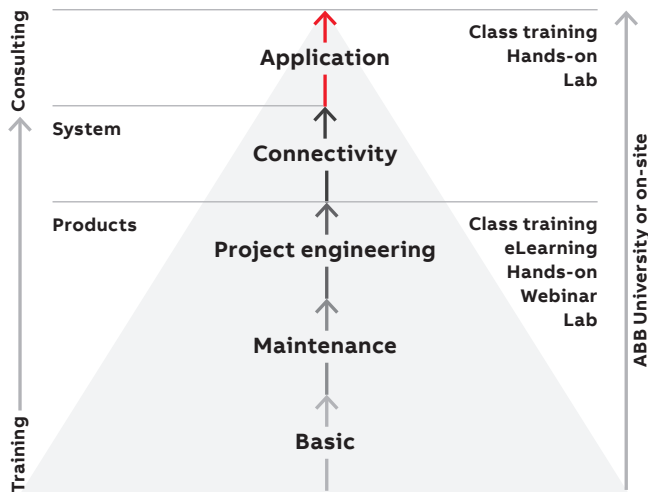 Consulting
Training
Application
Class training
Hands-on
Lab
System
Connectivity
Products
Project engineering
Class training
eLearning
Hands-on
Webinar
Lab
Maintenance
Basic
ABB University or on-site